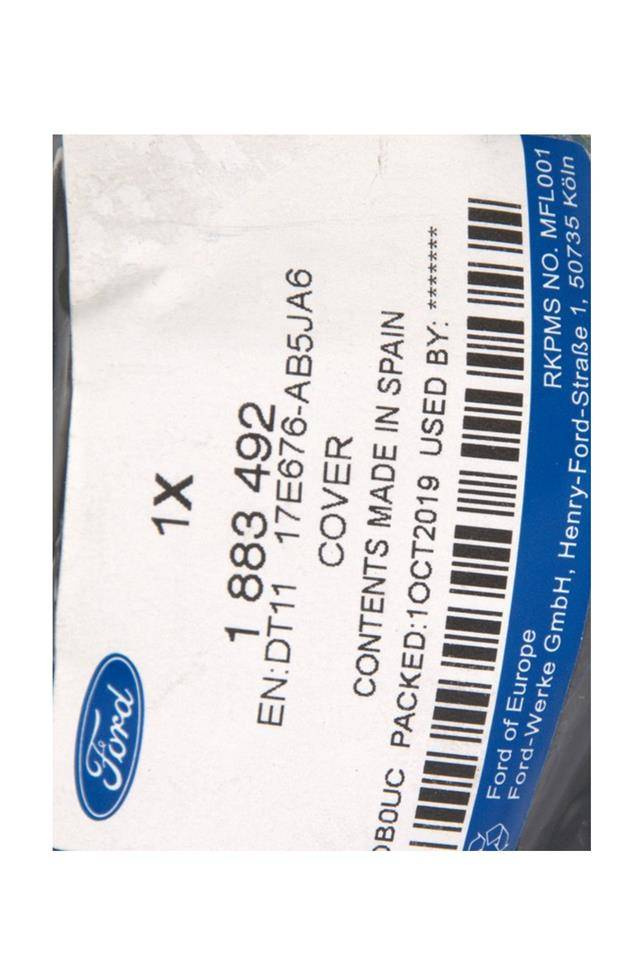 Ford
1X
1 883 492
EN:DT11 17E676-AB5JA6
COVER
CONTENTS MADE IN SPAIN
PACKED:1OCT2019 USED BY: *******
Ford of Europe RKPMS NO. MFL001
Ford-Werke GmbH, Henry-Ford-Straße 1, 50735 Köln